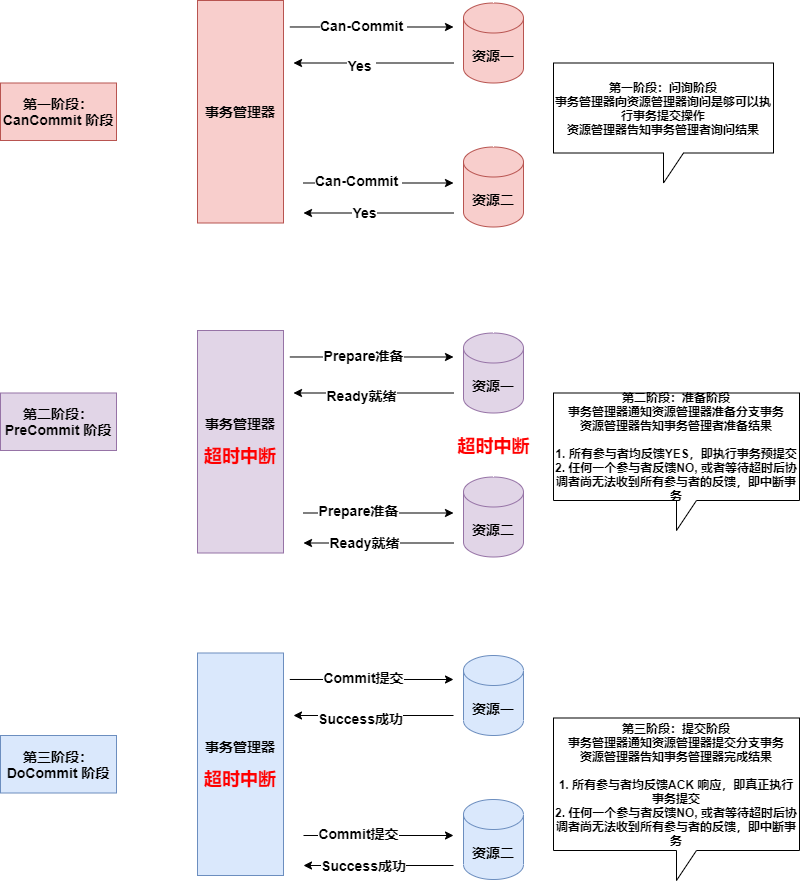 Can-Commit
资源一
Yes
第一阶段：
CanCommit 阶段
事务管理器
第一阶段：问询阶段
事务管理器向资源管理器询问是够可以执
行事务提交操作
资源管理器告知事务管理者询问结果
Can-Commit
资源二
Yes
Prepare准备
资源一
Ready就绪
第二阶段：
PreCommit 阶段
事务管理器
超时中断
超时中断
第二阶段：准备阶段
事务管理器通知资源管理器准备分支事务
资源管理器告知事务管理者准备结果
1. 所有参与者均反馈YES，即执行事务预提交
2. 任何一个参与者反馈NO, 或者等待超时后协
调者尚无法收到所有参与者的反馈，即中断事
务
Prepare准备
资源二
Ready就绪
Commit提交
资源一
Success成功
第三阶段：
DoCommit 阶段
事务管理器
超时中断
第三阶段：提交阶段
事务管理器通知资源管理器提交分支事务
资源管理器告知事务管理器完成结果
1. 所有参与者均反馈ACK 响应，即真正执行
事务提交
2. 任何一个参与者反馈NO, 或者等待超时后协
调者尚无法收到所有参与者的反馈，即中断事
务
Commit提交
资源二
Success成功